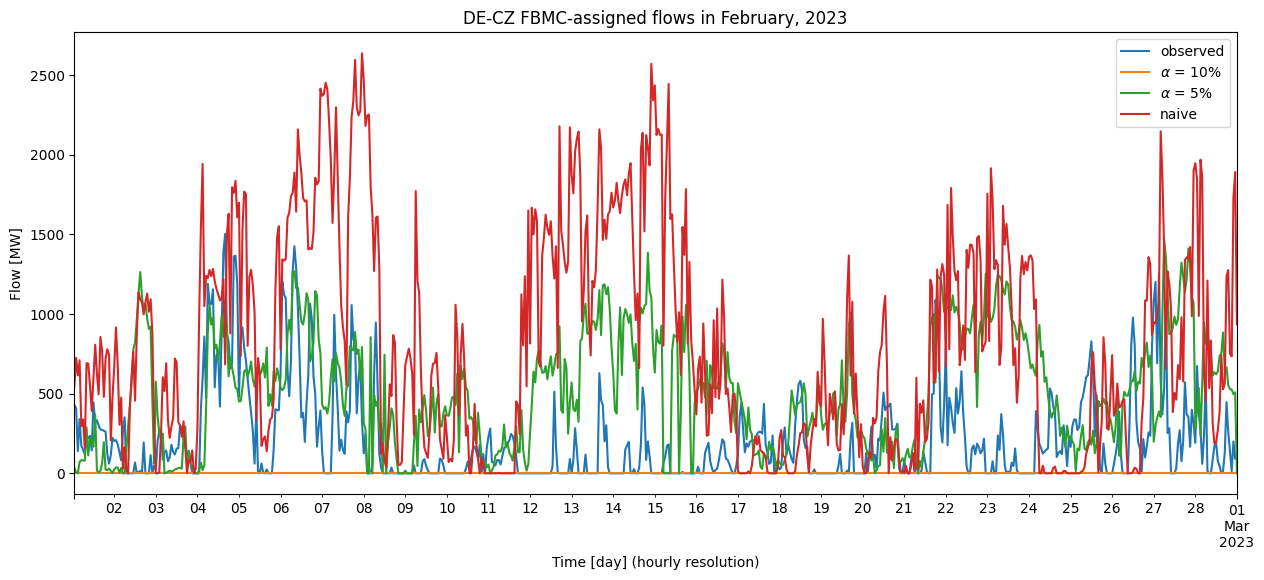 DE-CZ FBMC-assigned flows in February, 2023
observed
α = 10%
α = 5%
naive
Flow [MW]
2500
2000
1500
1000
500
0
02 03 04 05 06 07 08 09 10 11 12 13 14 15 16 17 18 19 20 21 22 23 24 25 26 27 28 01
Mar
2023
Time [day] (hourly resolution)